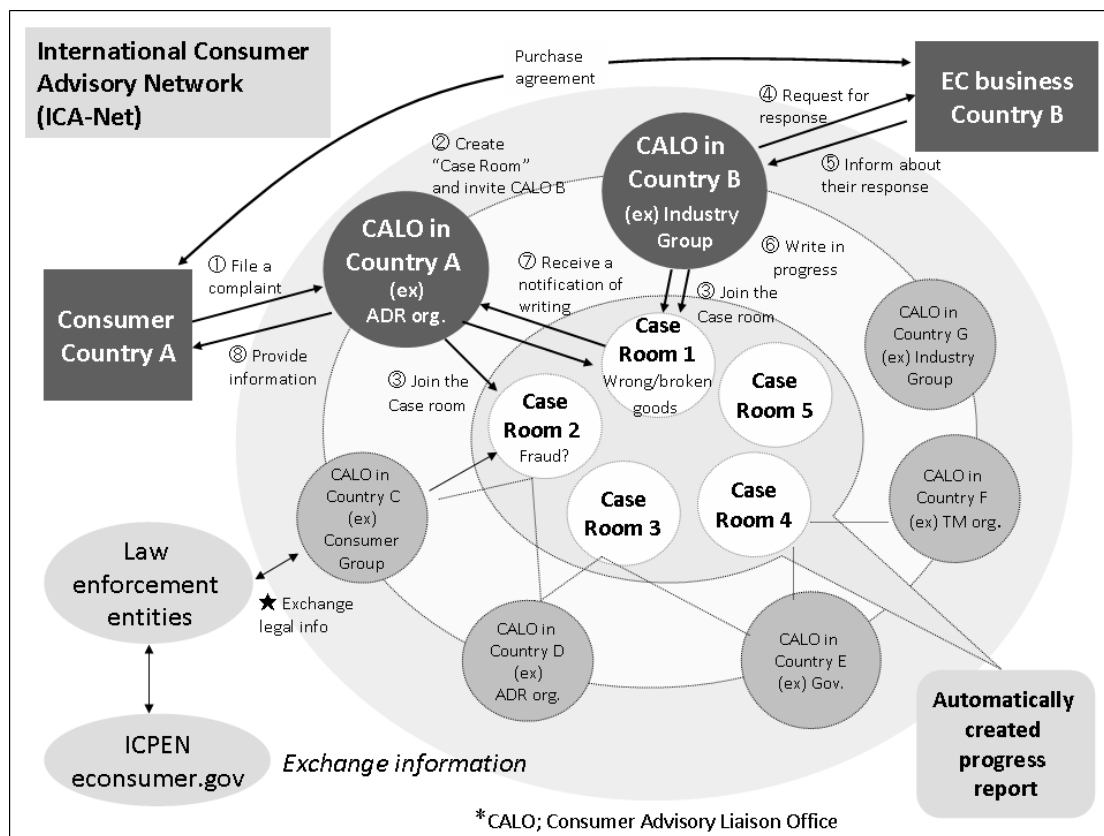 International Consumer
Advisory Network
(ICA-Net)
Purchase
agreement
EC business
Country B
④ Request for
response
⑤ Inform about
their response
② Create
"Case Room"
and invite CALO B
CALO in
Country B
(ex) Industry
Group
CALO in
Country A
(ex)
ADR org.
① File a
complaint
Consumer
Country A
⑧ Provide
information
⑦ Receive a
notification of
writing
⑥ Write in
progress
③ Join the
Case room
③ Join the
Case room
Case
Room 1
Wrong/broken
goods
Case
Room 2
Fraud?
Case
Room 5
Case
Room 3
Case
Room 4
CALO in
Country G
(ex) Industry
Group
CALO in
Country F
(ex) TM org.
CALO in
Country C
(ex)
Consumer
Group
CALO in
Country D
(ex)
ADR org.
CALO in
Country E
(ex) Gov.
Law
enforcement
entities
★ Exchange
legal info
ICPEN
econsumer.gov
Exchange information
Automatically
created
progress
report
*CALO; Consumer Advisory Liaison Office